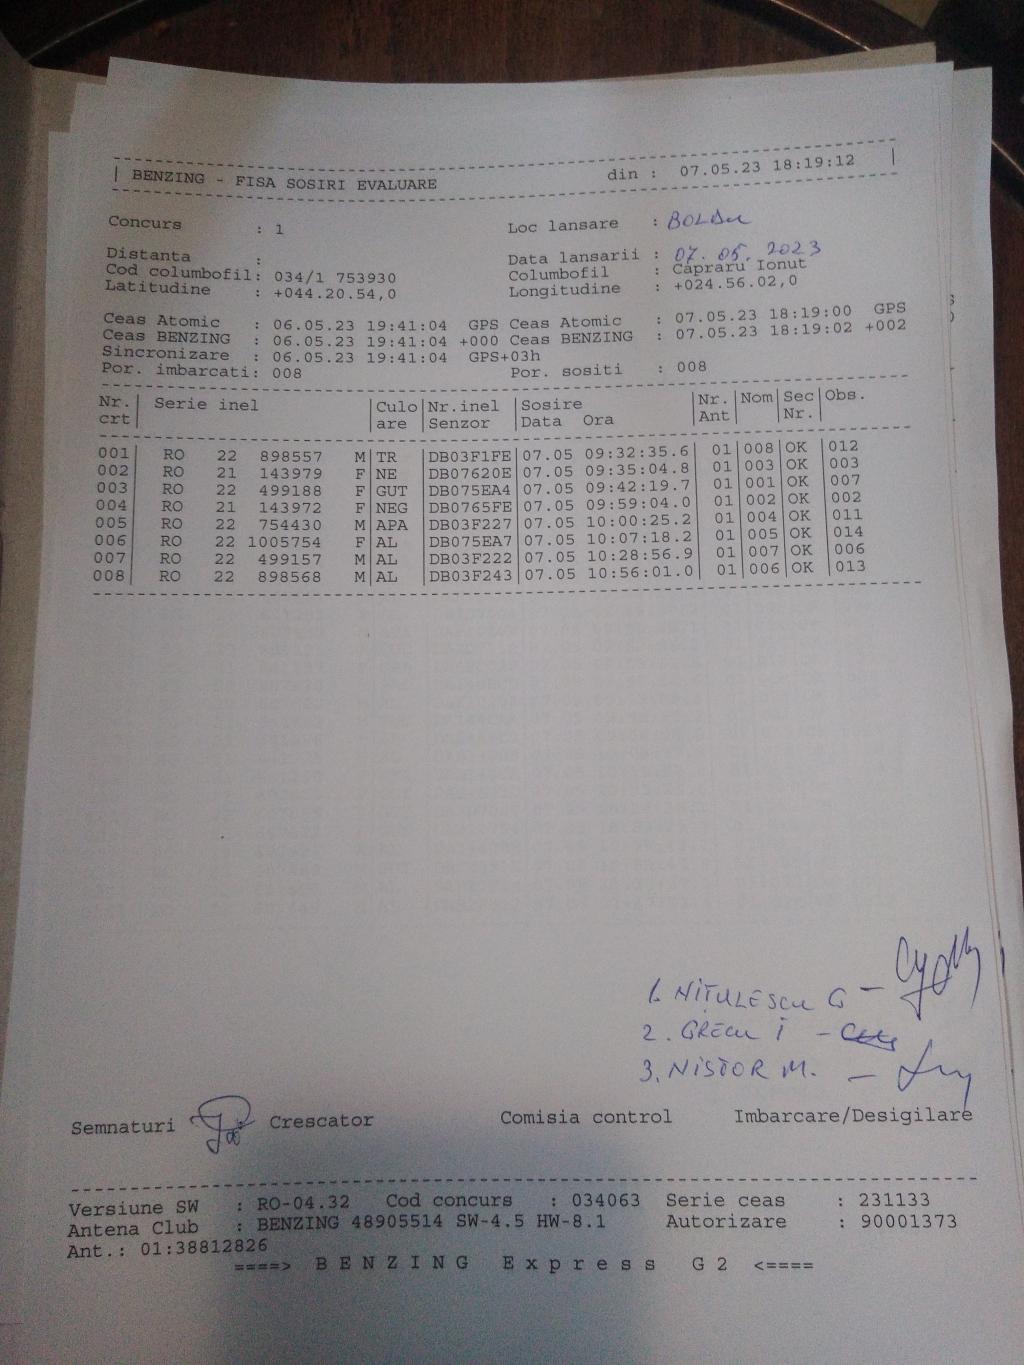 | BENZING - FISA SOSIRI EVALUARE din : 07.05.23 18:19:12 |
Concurs : 1 Loc lansare : BOLDU
Distanta : Data lansarii : 07.05.2023
Cod columbofil: 034/1 753930 Columbofil : Capraru Ionut
Latitudine : +044.20.54,0 Longitudine : +024.56.02,0
Ceas Atomic : 06.05.23 19:41:04 GPS Ceas Atomic : 07.05.23 18:19:00 GPS
Ceas BENZING : 06.05.23 19:41:04 +000 Ceas BENZING : 07.05.23 18:19:02 +002
Sincronizare : 06.05.23 19:41:04 GPS+03h
Por. imbarcati: 008 Por. sositi : 008
Nr.| Serie inel |Culo|Nr.inel|Sosire |Nr.|Nom|Sec|Obs.
crt| |are |Senzor |Data Ora |Ant| |Nr.|
001| RO 22 898557 M|TR |DB03F1FE|07.05 09:32:35.6| 01|008|OK |012
002| RO 21 143979 F|NE |DB07620E|07.05 09:35:04.8| 01|003|OK |003
003| RO 22 499188 F|GUT |DB075EA4|07.05 09:42:19.7| 01|001|OK |007
004| RO 21 143972 F|NEG |DB0765FE|07.05 09:59:04.0| 01|002|OK |002
005| RO 22 754430 M|APA |DB03F227|07.05 10:00:25.2| 01|004|OK |011
006| RO 22 1005754 F|AL |DB075EA7|07.05 10:07:18.2| 01|005|OK |014
007| RO 22 499157 M|AL |DB03F222|07.05 10:28:56.9| 01|007|OK |006
008| RO 22 898568 M|AL |DB03F243|07.05 10:56:01.0| 01|006|OK |013
1. NIȚULESCU G -
2. GRECU I -
3. NISTOR M. -
Semnaturi Crescator Comisia control Imbarcare/Desigilare
Versiune SW : RO-04.32 Cod concurs : 034063 Serie ceas : 231133
Antena Club : BENZING 48905514 SW-4.5 HW-8.1 Autorizare : 90001373
Ant.: 01:38812826
====> B E N Z I N G E x p r e s s G 2 <====